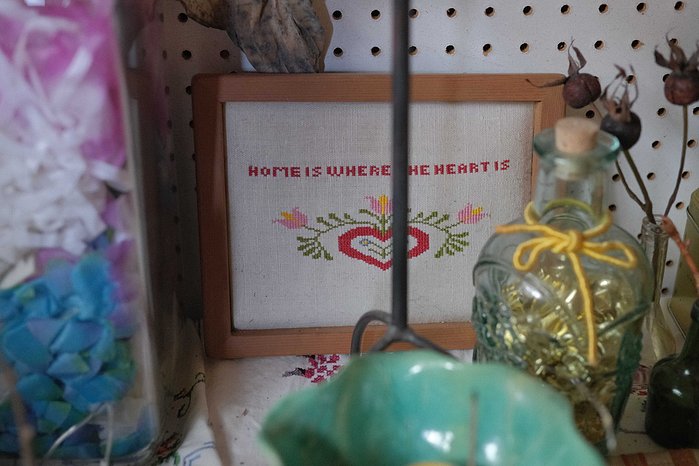 HOME IS WHERE THE HEART IS